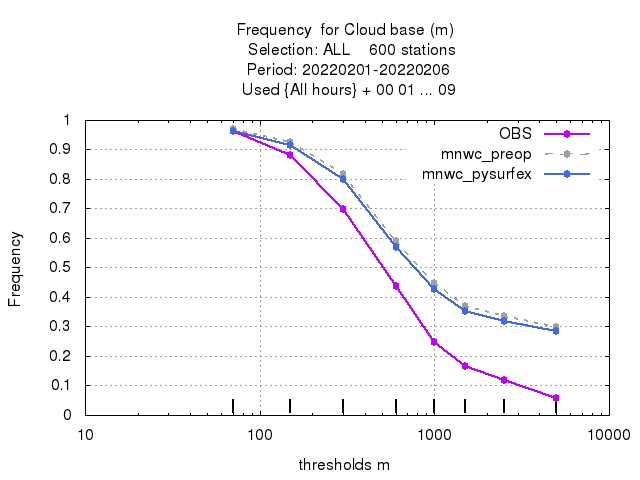 Frequency  for Cloud base (m)
Selection: ALL    600 stations
Period: 20220201-20220206
Used {All hours} + 00 01 ... 09
1
0.9
0.8
0.7
0.6
0.5
0.4
0.3
0.2
0.1
0
Frequency
OBS
mnwc_preop
mnwc_pysurfex
10
100
1000
10000
thresholds m